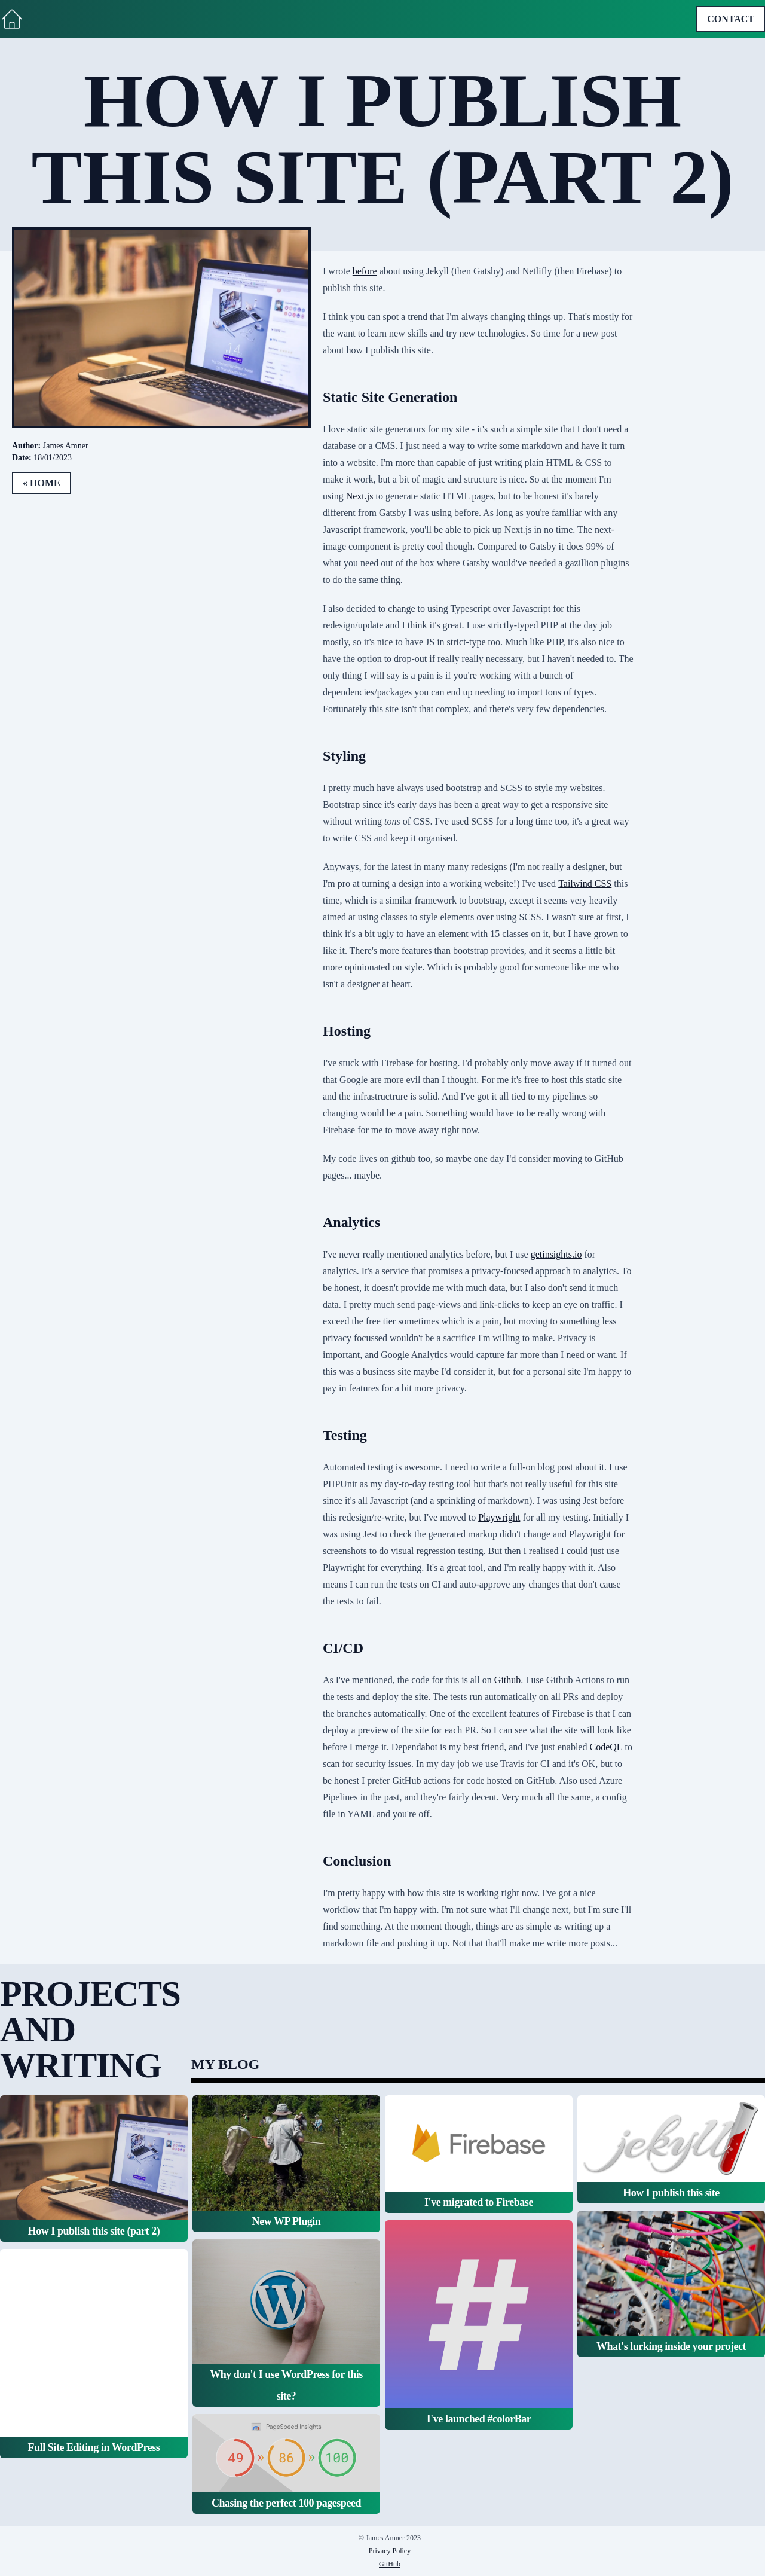 CONTACT
HOW I PUBLISH
THIS SITE (PART 2)
Author: James Amner
Date: 18/01/2023
« HOME
I wrote before about using Jekyll (then Gatsby) and Netlifly (then Firebase) to
publish this site.
I think you can spot a trend that I'm always changing things up. That's mostly for
the want to learn new skills and try new technologies. So time for a new post
about how I publish this site.
Static Site Generation
I love static site generators for my site - it's such a simple site that I don't need a
database or a CMS. I just need a way to write some markdown and have it turn
into a website. I'm more than capable of just writing plain HTML & CSS to
make it work, but a bit of magic and structure is nice. So at the moment I'm
using Next.js to generate static HTML pages, but to be honest it's barely
different from Gatsby I was using before. As long as you're familiar with any
Javascript framework, you'll be able to pick up Next.js in no time. The next-
image component is pretty cool though. Compared to Gatsby it does 99% of
what you need out of the box where Gatsby would've needed a gazillion plugins
to do the same thing.
I also decided to change to using Typescript over Javascript for this
redesign/update and I think it's great. I use strictly-typed PHP at the day job
mostly, so it's nice to have JS in strict-type too. Much like PHP, it's also nice to
have the option to drop-out if really really necessary, but I haven't needed to. The
only thing I will say is a pain is if you're working with a bunch of
dependencies/packages you can end up needing to import tons of types.
Fortunately this site isn't that complex, and there's very few dependencies.
Styling
I pretty much have always used bootstrap and SCSS to style my websites.
Bootstrap since it's early days has been a great way to get a responsive site
without writing tons of CSS. I've used SCSS for a long time too, it's a great way
to write CSS and keep it organised.
Anyways, for the latest in many many redesigns (I'm not really a designer, but
I'm pro at turning a design into a working website!) I've used Tailwind CSS this
time, which is a similar framework to bootstrap, except it seems very heavily
aimed at using classes to style elements over using SCSS. I wasn't sure at first, I
think it's a bit ugly to have an element with 15 classes on it, but I have grown to
like it. There's more features than bootstrap provides, and it seems a little bit
more opinionated on style. Which is probably good for someone like me who
isn't a designer at heart.
Hosting
I've stuck with Firebase for hosting. I'd probably only move away if it turned out
that Google are more evil than I thought. For me it's free to host this static site
and the infrastructrure is solid. And I've got it all tied to my pipelines so
changing would be a pain. Something would have to be really wrong with
Firebase for me to move away right now.
My code lives on github too, so maybe one day I'd consider moving to GitHub
pages... maybe.
Analytics
I've never really mentioned analytics before, but I use getinsights.io for
analytics. It's a service that promises a privacy-foucsed approach to analytics. To
be honest, it doesn't provide me with much data, but I also don't send it much
data. I pretty much send page-views and link-clicks to keep an eye on traffic. I
exceed the free tier sometimes which is a pain, but moving to something less
privacy focussed wouldn't be a sacrifice I'm willing to make. Privacy is
important, and Google Analytics would capture far more than I need or want. If
this was a business site maybe I'd consider it, but for a personal site I'm happy to
pay in features for a bit more privacy.
Testing
Automated testing is awesome. I need to write a full-on blog post about it. I use
PHPUnit as my day-to-day testing tool but that's not really useful for this site
since it's all Javascript (and a sprinkling of markdown). I was using Jest before
this redesign/re-write, but I've moved to Playwright for all my testing. Initially I
was using Jest to check the generated markup didn't change and Playwright for
screenshots to do visual regression testing. But then I realised I could just use
Playwright for everything. It's a great tool, and I'm really happy with it. Also
means I can run the tests on CI and auto-approve any changes that don't cause
the tests to fail.
CI/CD
As I've mentioned, the code for this is all on Github. I use Github Actions to run
the tests and deploy the site. The tests run automatically on all PRs and deploy
the branches automatically. One of the excellent features of Firebase is that I can
deploy a preview of the site for each PR. So I can see what the site will look like
before I merge it. Dependabot is my best friend, and I've just enabled CodeQL to
scan for security issues. In my day job we use Travis for CI and it's OK, but to
be honest I prefer GitHub actions for code hosted on GitHub. Also used Azure
Pipelines in the past, and they're fairly decent. Very much all the same, a config
file in YAML and you're off.
Conclusion
I'm pretty happy with how this site is working right now. I've got a nice
workflow that I'm happy with. I'm not sure what I'll change next, but I'm sure I'll
find something. At the moment though, things are as simple as writing up a
markdown file and pushing it up. Not that that'll make me write more posts...
PROJECTS
AND
WRITING
MY BLOG
How I publish this site (part 2)
Full Site Editing in WordPress
New WP Plugin
Why don't I use WordPress for this
site?
PageSpeed Insights
49 » 86 » 100
Chasing the perfect 100 pagespeed
Firebase
I've migrated to Firebase
#
I've launched #colorBar
jekyll
How I publish this site
What's lurking inside your project
© James Amner 2023
Privacy Policy
GitHub